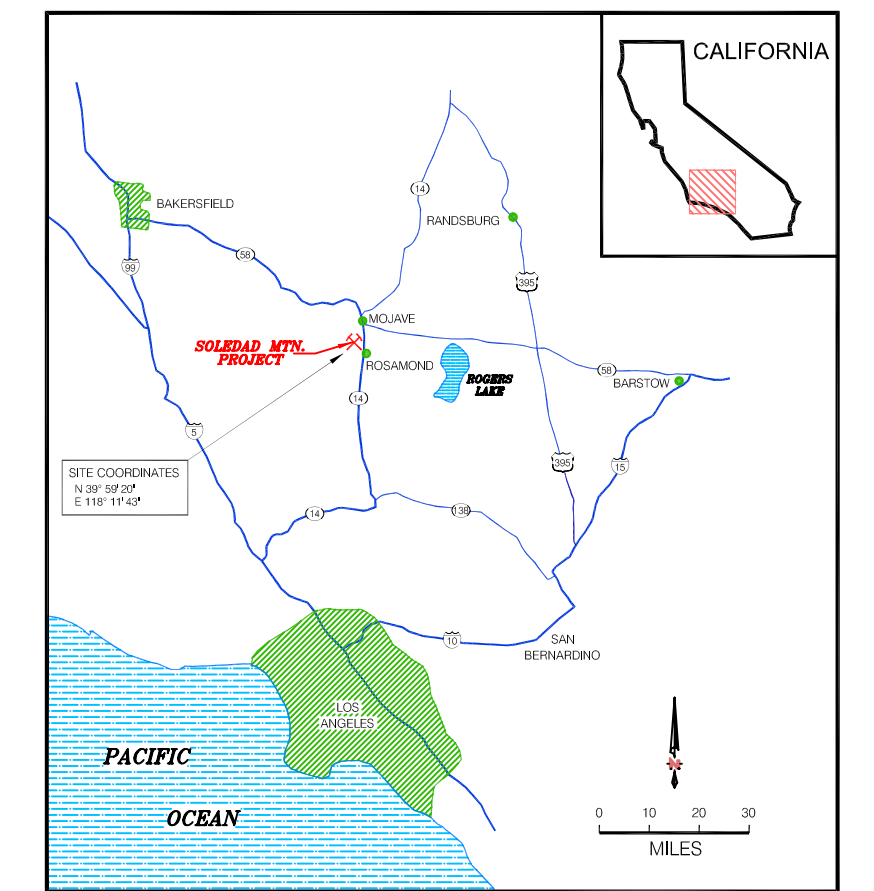 CALIFORNIA
BAKERSFIELD
14
RANDSBURG
99
58
395
MOJAVE
SOLEDAD MTN.
PROJECT
ROSAMOND
ROGERS
LAKE
58
BARSTOW
14
5
395
15
SITE COORDINATES
N 39° 59' 20"
E 118° 11' 43"
14
138
10
SAN
BERNARDINO
LOS
ANGELES
PACIFIC
OCEAN
N
0 10 20 30
MILES